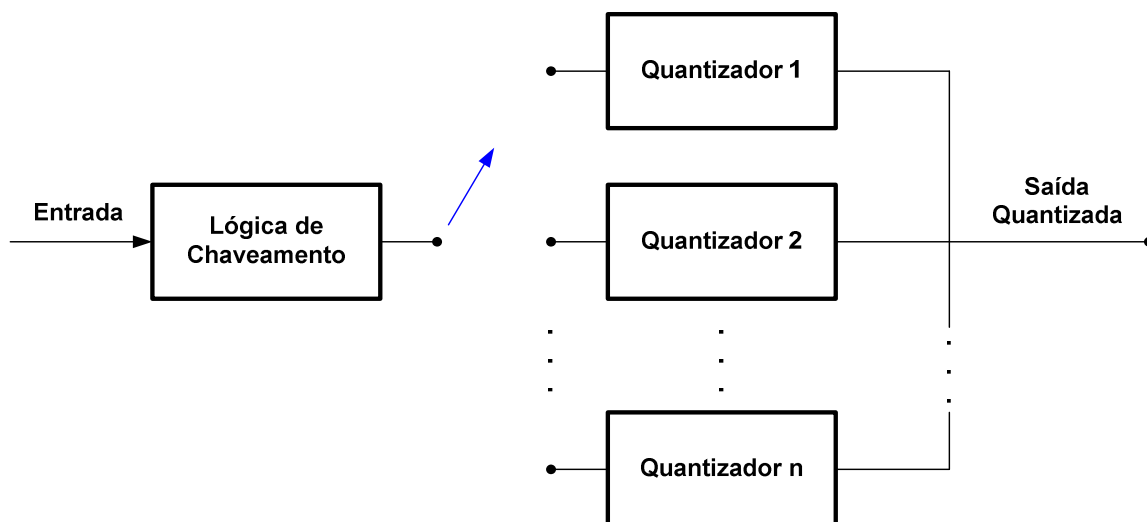 Quantizador 1
Entrada
Lógica de
Chaveamento
Quantizador 2
Saída
Quantizada
Quantizador n